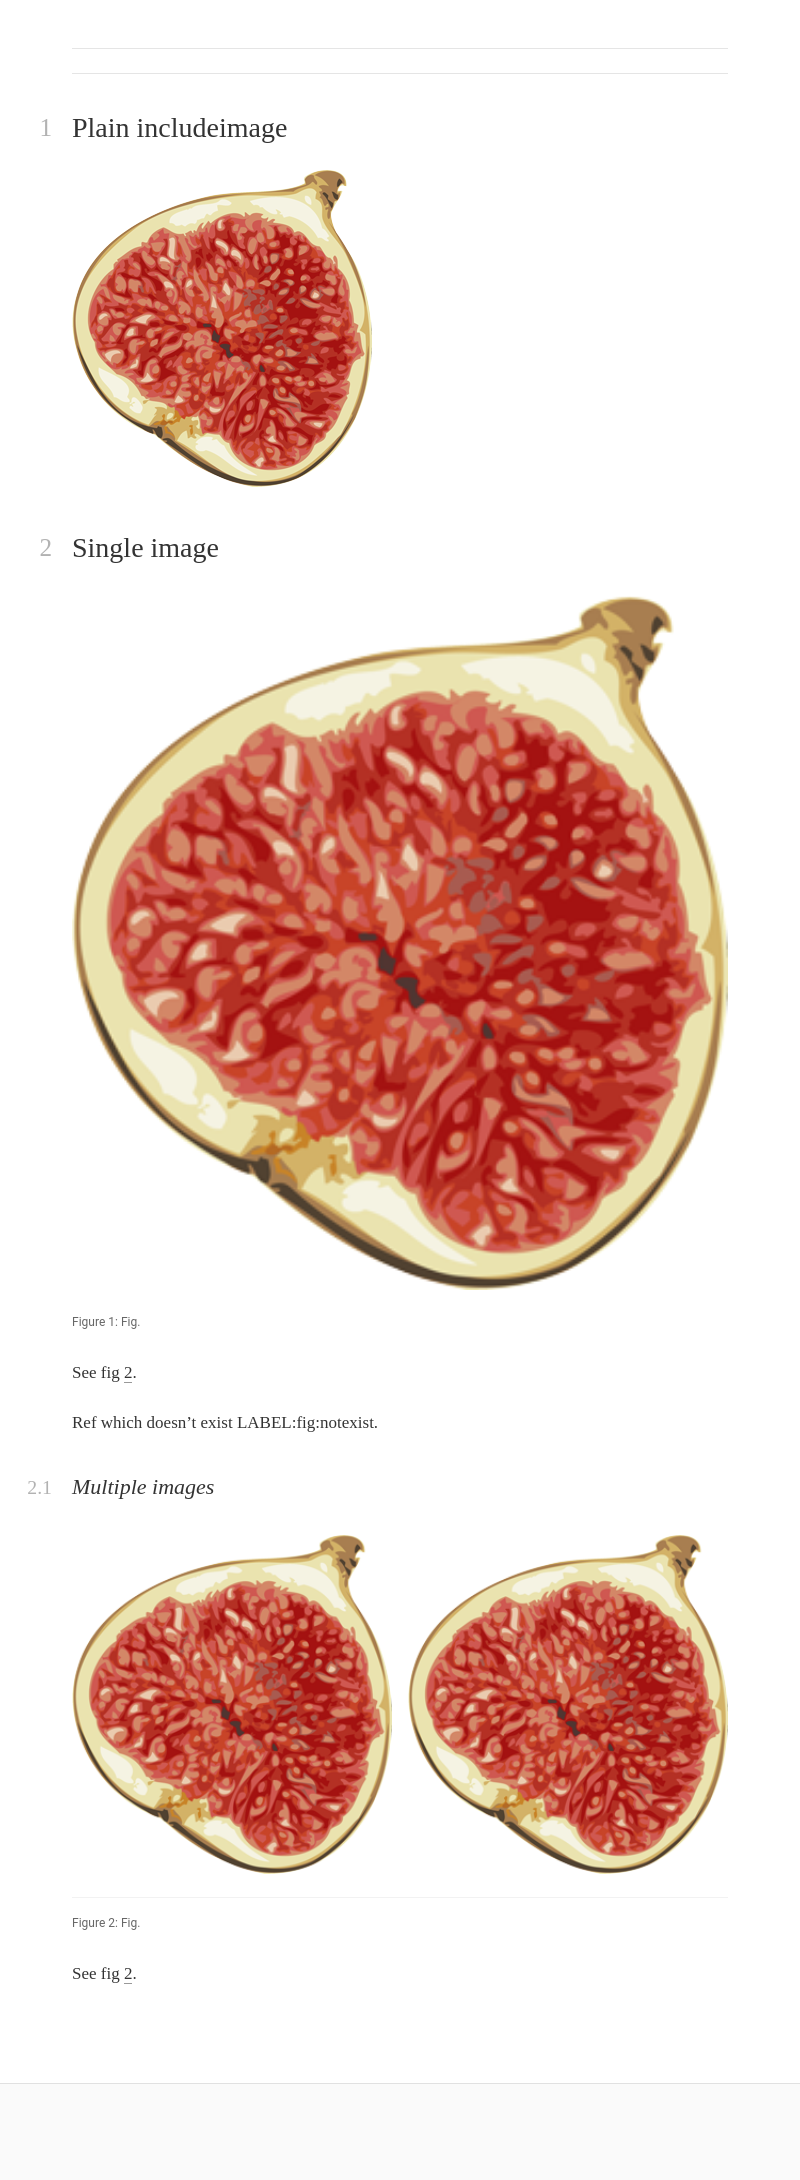 1 Plain includeimage
2 Single image
Figure 1: Fig.
See fig 2.
Ref which doesn’t exist LABEL:fig:notexist.
2.1 Multiple images
Figure 2: Fig.
See fig 2.